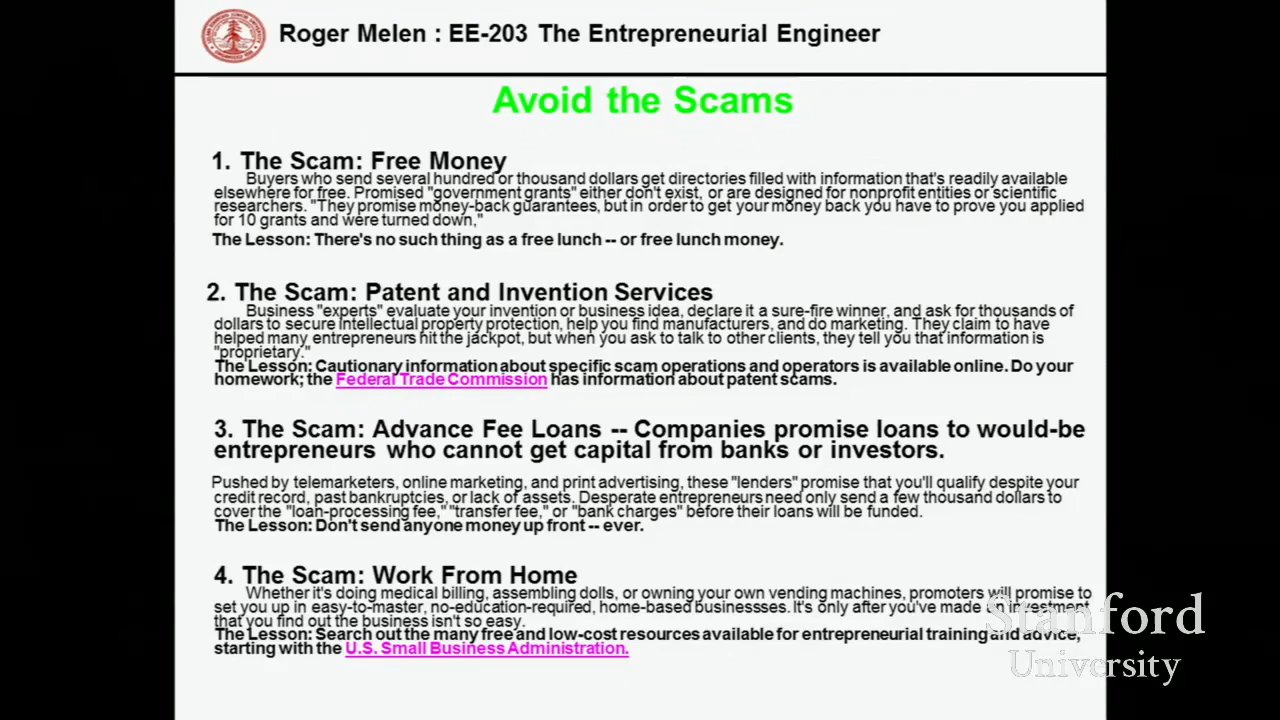 Roger Melen : EE-203 The Entrepreneurial Engineer
Avoid the Scams
1. The Scam: Free Money
Buyers who send several hundred or thousand dollars get directories filled with information that's readily available
elsewhere for free. Promised "government grants" either don't exist, or are designed for nonprofit entities or scientific
researchers. "They promise money-back guarantees, but in order to get your money back you have to prove you applied
for 10 grants and were turned down,"
The Lesson: There's no such thing as a free lunch -- or free lunch money.
2. The Scam: Patent and Invention Services
Business "experts" evaluate your invention or business idea, declare it a sure-fire winner, and ask for thousands of
dollars to secure intellectual property protection, help you find manufacturers, and do marketing. They claim to have
helped many entrepreneurs hit the jackpot, but when you ask to talk to other clients, they tell you that information is
"proprietary."
The Lesson: Cautionary information about specific scam operations and operators is available online. Do your
homework; the Federal Trade Commission has information about patent scams.
3. The Scam: Advance Fee Loans -- Companies promise loans to would-be
entrepreneurs who cannot get capital from banks or investors.
Pushed by telemarketers, online marketing, and print advertising, these "lenders" promise that you'll qualify despite your
credit record, past bankruptcies, or lack of assets. Desperate entrepreneurs need only send a few thousand dollars to
cover the "loan-processing fee," "transfer fee," or "bank charges" before their loans will be funded.
The Lesson: Don't send anyone money up front -- ever.
4. The Scam: Work From Home
Whether it's doing medical billing, assembling dolls, or owning your own vending machines, promoters will promise to
set you up in easy-to-master, no-education-required, home-based businessses. It's only after you've made an investment
that you find out the business isn't so easy.
The Lesson: Search out the many free and low-cost resources available for entrepreneurial training and advice,
starting with the U.S. Small Business Administration.
Stanford
University